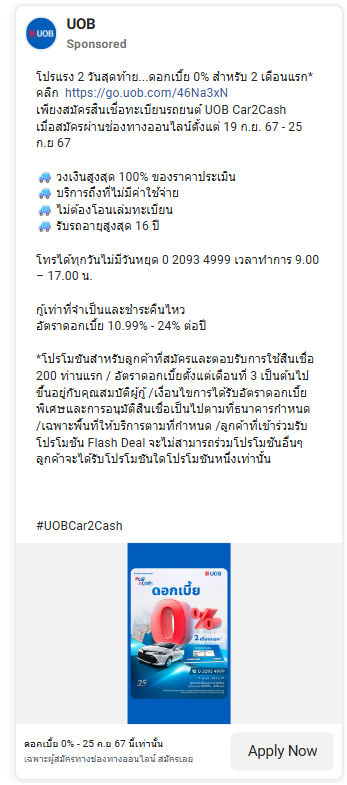 UOB
Sponsored
โปรแรง 2 วันสุดท้าย...ดอกเบี้ย 0% สำหรับ 2 เดือนแรก*
คลิก https://go.uob.com/46Na3xN
เพียงสมัครสินเชื่อทะเบียนรถยนต์ UOB Car2Cash
เมื่อสมัครผ่านช่องทางออนไลน์ตั้งแต่ 19 ก.ย. 67 - 25
ก.ย 67
🚙 วงเงินสูงสุด 100% ของราคาประเมิน
🚙 บริการถึงที่ไม่มีค่าใช้จ่าย
🚙 ไม่ต้องโอนเล่มทะเบียน
🚙 รับรถอายุสูงสุด 16 ปี
โทรได้ทุกวันไม่มีวันหยุด 0 2093 4999 เวลาทำการ 9.00
– 17.00 น.
กู้เท่าที่จำเป็นและชำระคืนไหว
อัตราดอกเบี้ย 10.99% - 24% ต่อปี
*โปรโมชันสำหรับลูกค้าที่สมัครและตอบรับการใช้สินเชื่อ
200 ท่านแรก / อัตราดอกเบี้ยตั้งแต่เดือนที่ 3 เป็นต้นไป
ขึ้นอยู่กับคุณสมบัติผู้กู้ /เงื่อนไขการได้รับอัตราดอกเบี้ย
พิเศษและการอนุมัติสินเชื่อเป็นไปตามที่ธนาคารกำหนด
/เฉพาะพื้นที่ให้บริการตามที่กำหนด /ลูกค้าที่เข้าร่วมรับ
โปรโมชัน Flash Deal จะไม่สามารถร่วมโปรโมชันอื่นๆ
ลูกค้าจะได้รับโปรโมชันใดโปรโมชันหนึ่งเท่านั้น
#UOBCar2Cash
UOB
ดอกเบี้ย
0%
2 เดือนแรก
0 2093 4999
25
ดอกเบี้ย 0% - 25 ก.ย 67 นี้เท่านั้น
เฉพาะผู้สมัครทางช่องทางออนไลน์ สมัครเลย
Apply Now